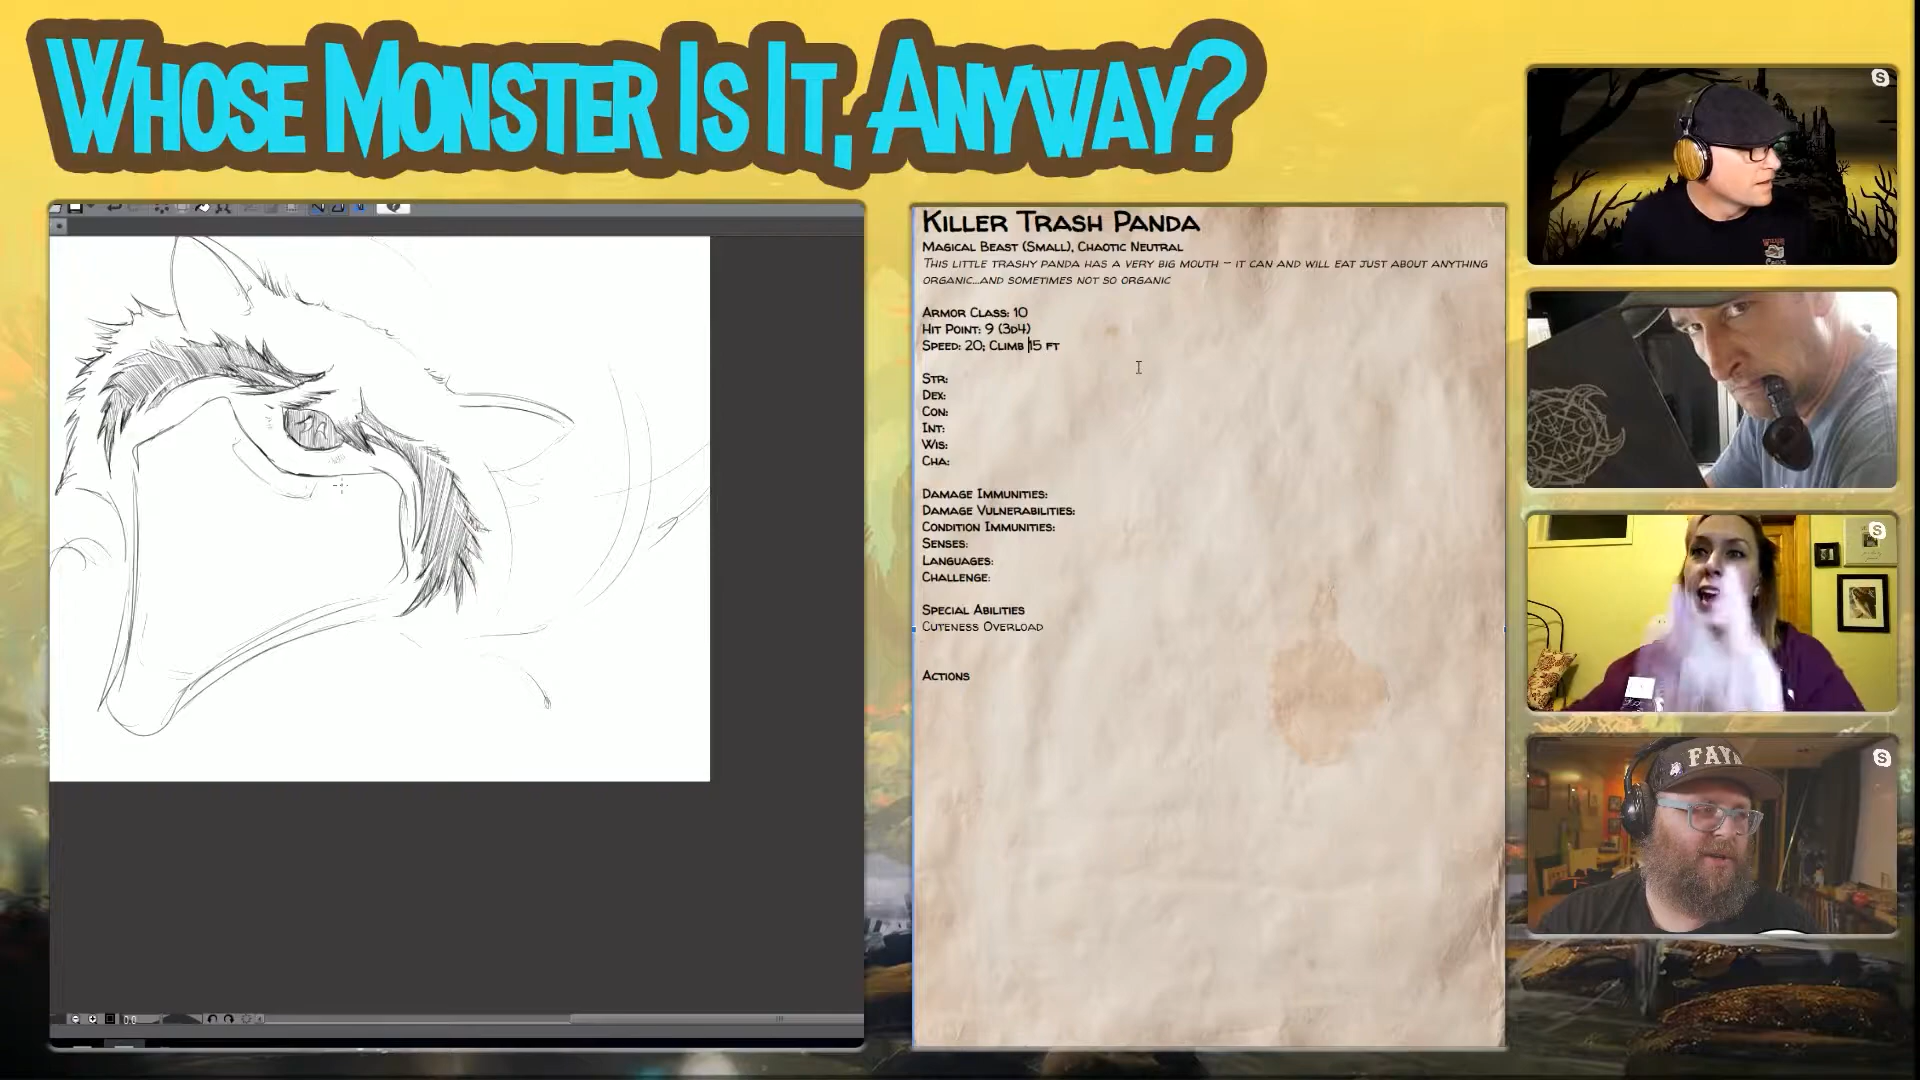 Whose Monster Is It, Anyway?
Killer Trash Panda
Magical Beast (Small), Chaotic Neutral
This little trashy panda has a very big mouth – it can and will eat just about anything
organic...and sometimes not so organic
Armor Class: 10
Hit Point: 9 (3d4)
Speed: 20; Climb 15 ft
Str:
Dex:
Con:
Int:
Wis:
Cha:
Damage Immunities:
Damage Vulnerabilities:
Condition Immunities:
Senses:
Languages:
Challenge:
Special Abilities
Cuteness Overload
Actions
S
S
FAY
S
0.0